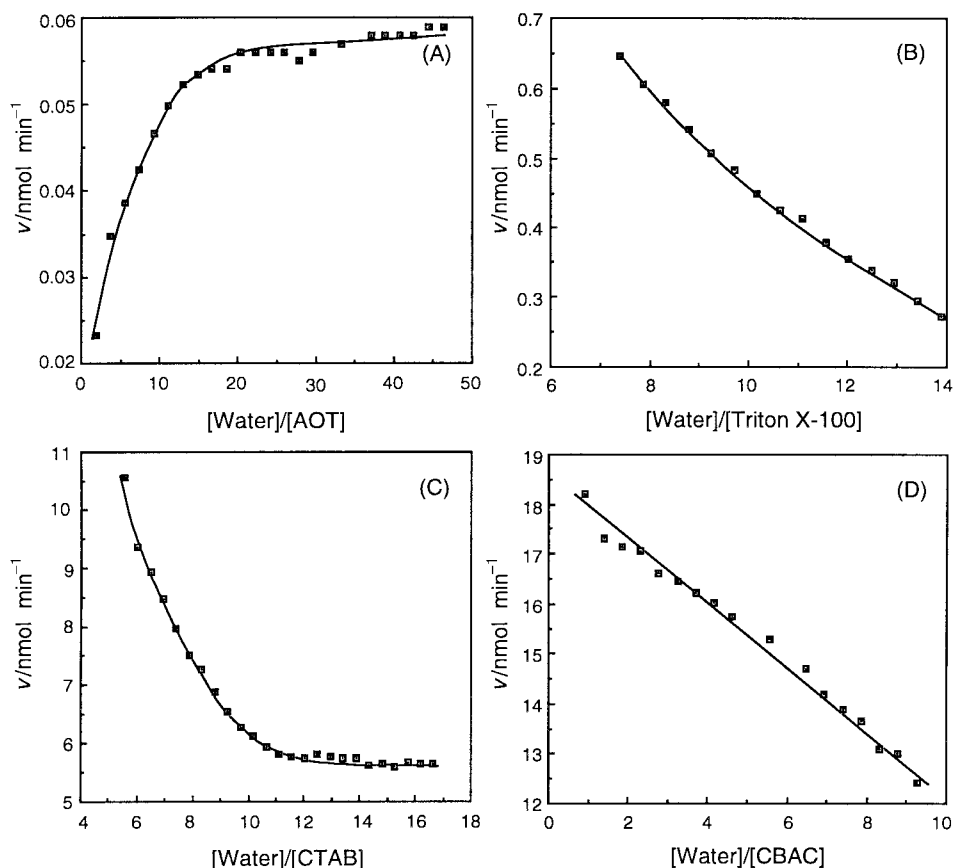 (A)
v/nmol min⁻¹
0.06
0.05
0.04
0.03
0.02
0 10 20 30 40 50
[Water]/[AOT]
(B)
v/nmol min⁻¹
0.7
0.6
0.5
0.4
0.3
0.2
6 8 10 12 14
[Water]/[Triton X-100]
(C)
v/nmol min⁻¹
11
10
9
8
7
6
5
4 6 8 10 12 14 16 18
[Water]/[CTAB]
(D)
v/nmol min⁻¹
19
18
17
16
15
14
13
12
0 2 4 6 8 10
[Water]/[CBAC]